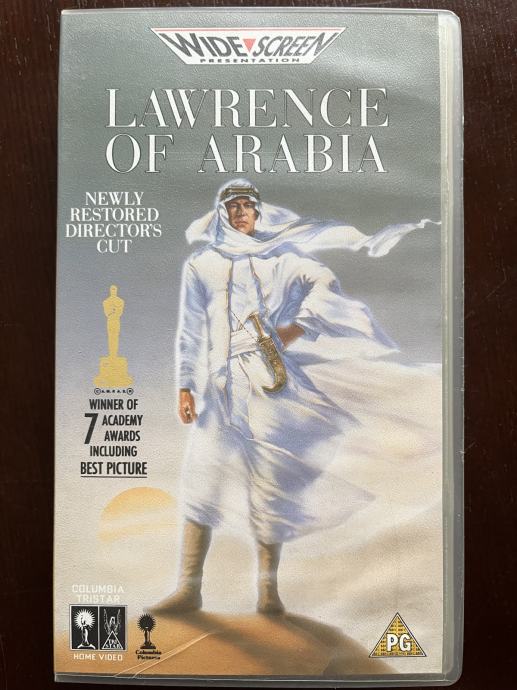 WIDE SCREEN
PRESENTATION
LAWRENCE
OF ARABIA
NEWLY
RESTORED
DIRECTOR'S
CUT
©A.M.P.A.S.®
WINNER OF
7 ACADEMY
AWARDS
INCLUDING
BEST PICTURE
COLUMBIA
TRISTAR
HOME VIDEO
Columbia
Pictures
PG